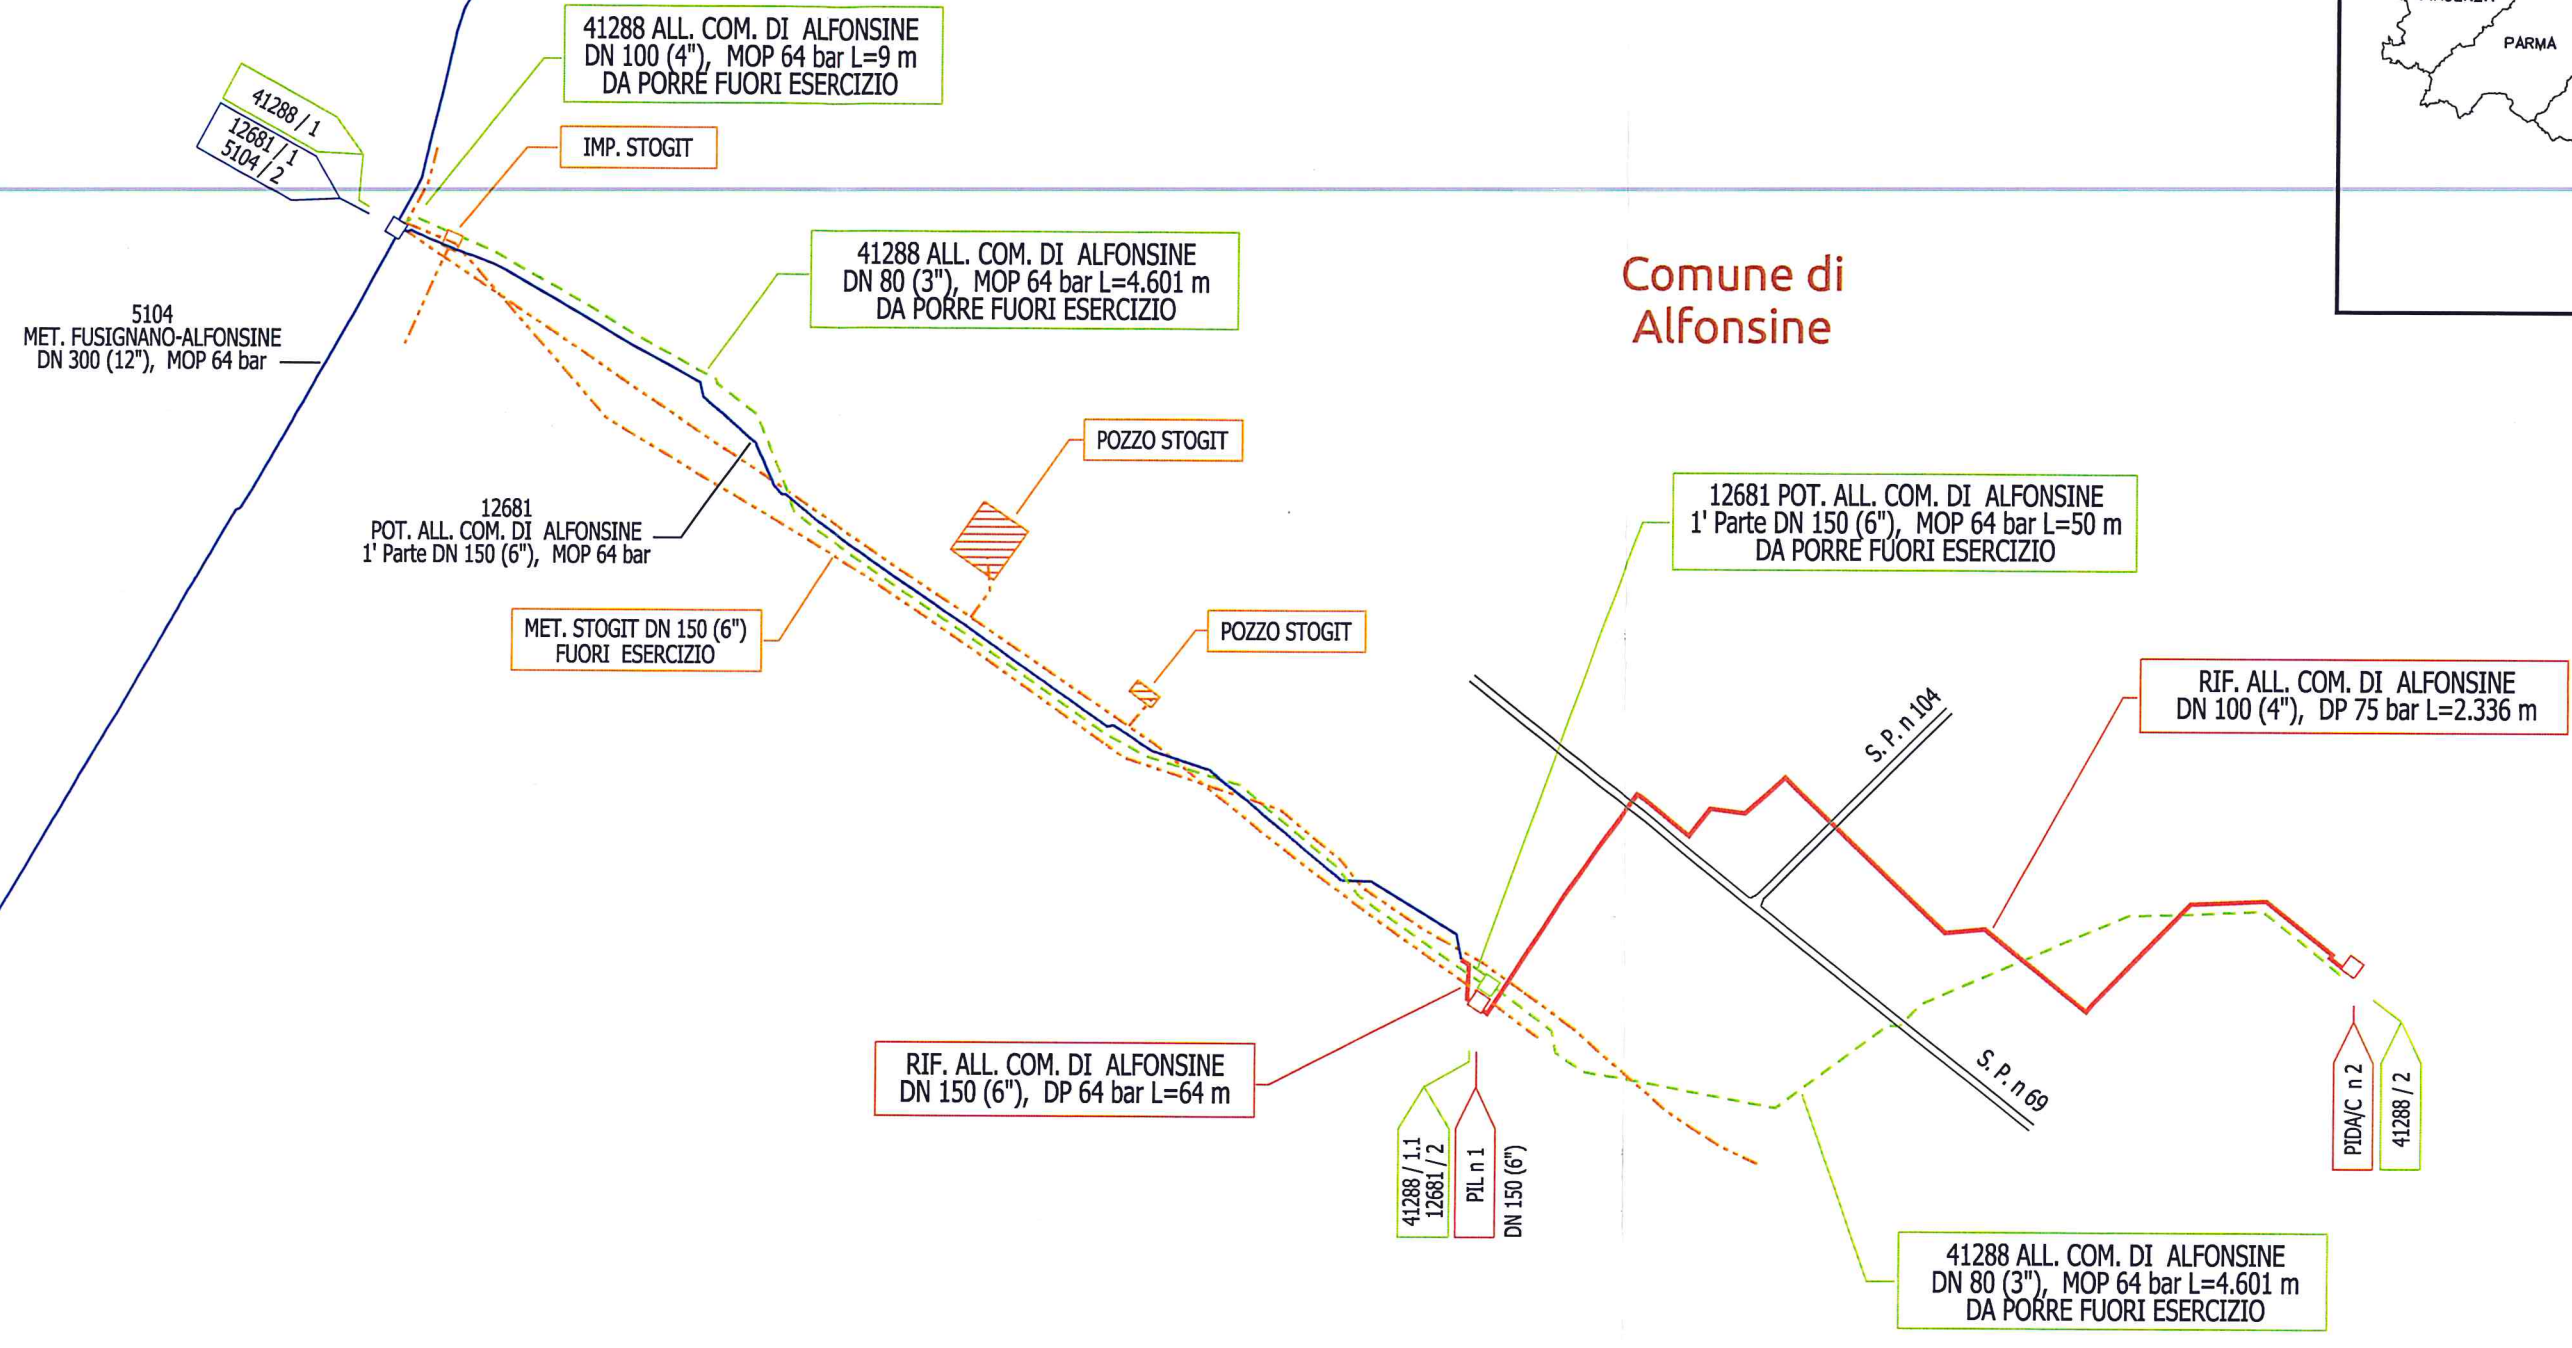 41288 ALL. COM. DI ALFONSINE
DN 100 (4"), MOP 64 bar L=9 m
DA PORRE FUORI ESERCIZIO
PARMA
41288 / 1
12681 / 1
5104 / 2
IMP. STOGIT
41288 ALL. COM. DI ALFONSINE
DN 80 (3"), MOP 64 bar L=4.601 m
DA PORRE FUORI ESERCIZIO
Comune di
Alfonsine
5104
MET. FUSIGNANO-ALFONSINE
DN 300 (12"), MOP 64 bar
POZZO STOGIT
12681
POT. ALL. COM. DI ALFONSINE
1' Parte DN 150 (6"), MOP 64 bar
12681 POT. ALL. COM. DI ALFONSINE
1' Parte DN 150 (6"), MOP 64 bar L=50 m
DA PORRE FUORI ESERCIZIO
MET. STOGIT DN 150 (6")
FUORI ESERCIZIO
POZZO STOGIT
S. P. n 104
RIF. ALL. COM. DI ALFONSINE
DN 100 (4"), DP 75 bar L=2.336 m
RIF. ALL. COM. DI ALFONSINE
DN 150 (6"), DP 64 bar L=64 m
S. P. n 69
41288 / 1.1
12681 / 2
PIL n 1
DN 150 (6")
PIDA/C n 2
41288 / 2
41288 ALL. COM. DI ALFONSINE
DN 80 (3"), MOP 64 bar L=4.601 m
DA PORRE FUORI ESERCIZIO